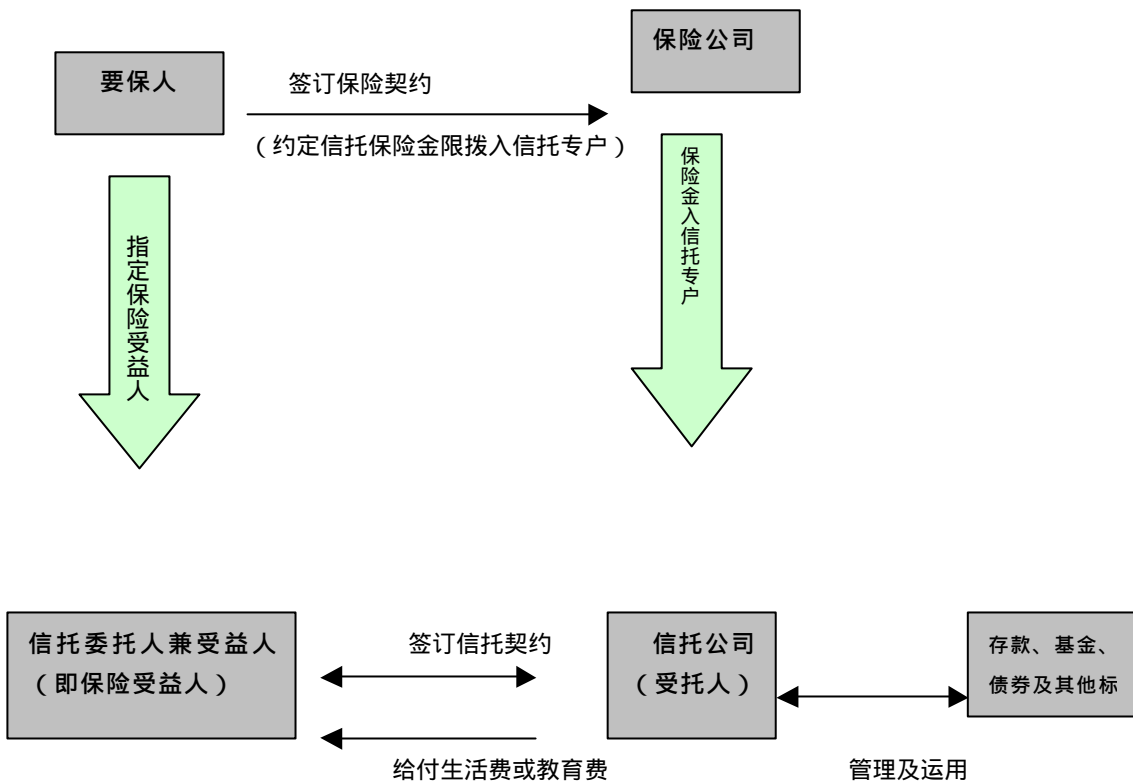 保险公司
要保人
签订保险契约
（约定信托保险金限拨入信托专户）
保险金入信托专户
指定保险受益人
信托委托人兼受益人
（即保险受益人）
签订信托契约
信托公司
（受托人）
存款、基金、
债券及其他标
给付生活费或教育费
管理及运用